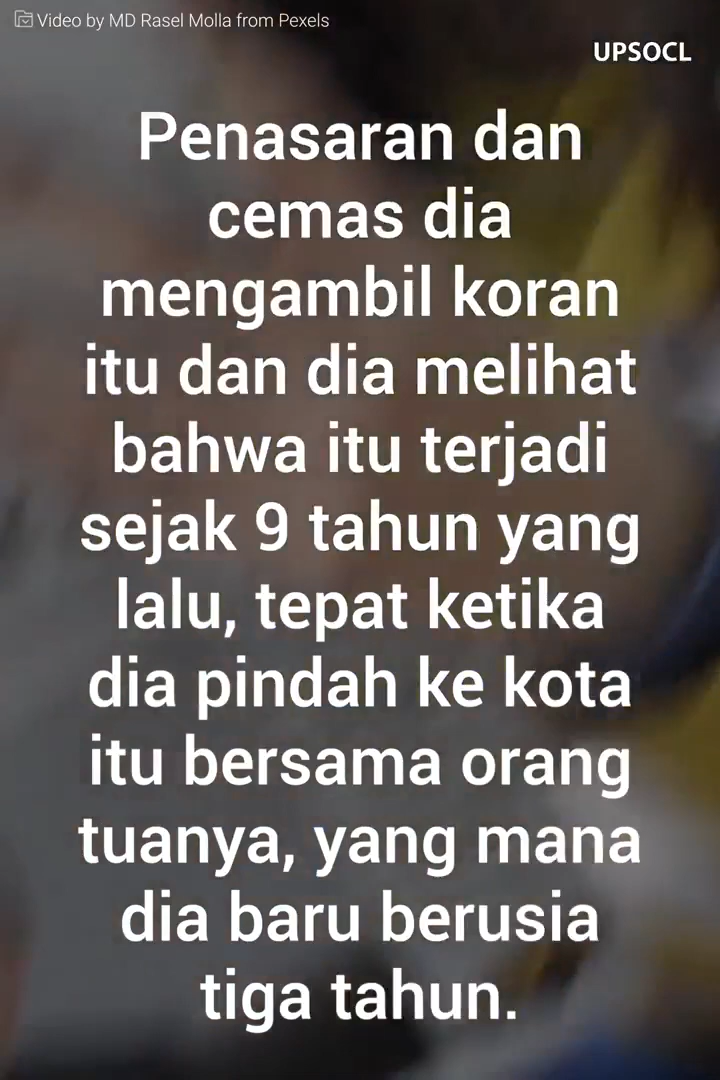 Video by MD Rasel Molla from Pexels
UPSOCL
Penasaran dan
cemas dia
mengambil koran
itu dan dia melihat
bahwa itu terjadi
sejak 9 tahun yang
lalu, tepat ketika
dia pindah ke kota
itu bersama orang
tuanya, yang mana
dia baru berusia
tiga tahun.